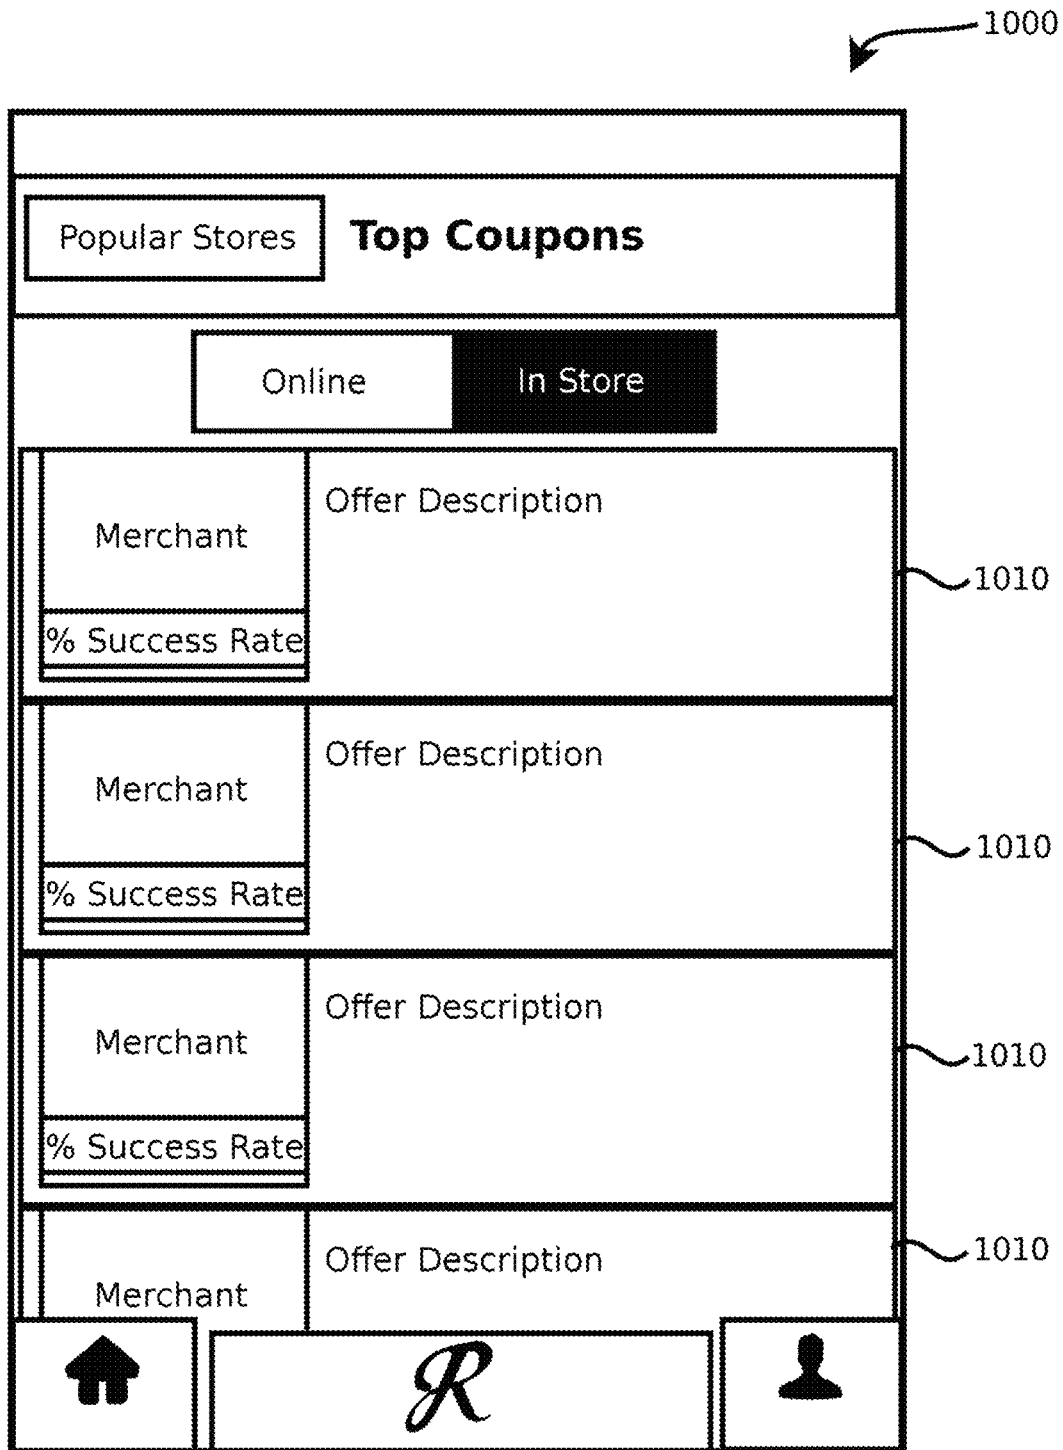 1000
Popular Stores Top Coupons
Online In Store
Offer Description
Merchant
1010
% Success Rate
Offer Description
Merchant
1010
% Success Rate
Offer Description
Merchant
1010
% Success Rate
Offer Description
1010
Merchant
R